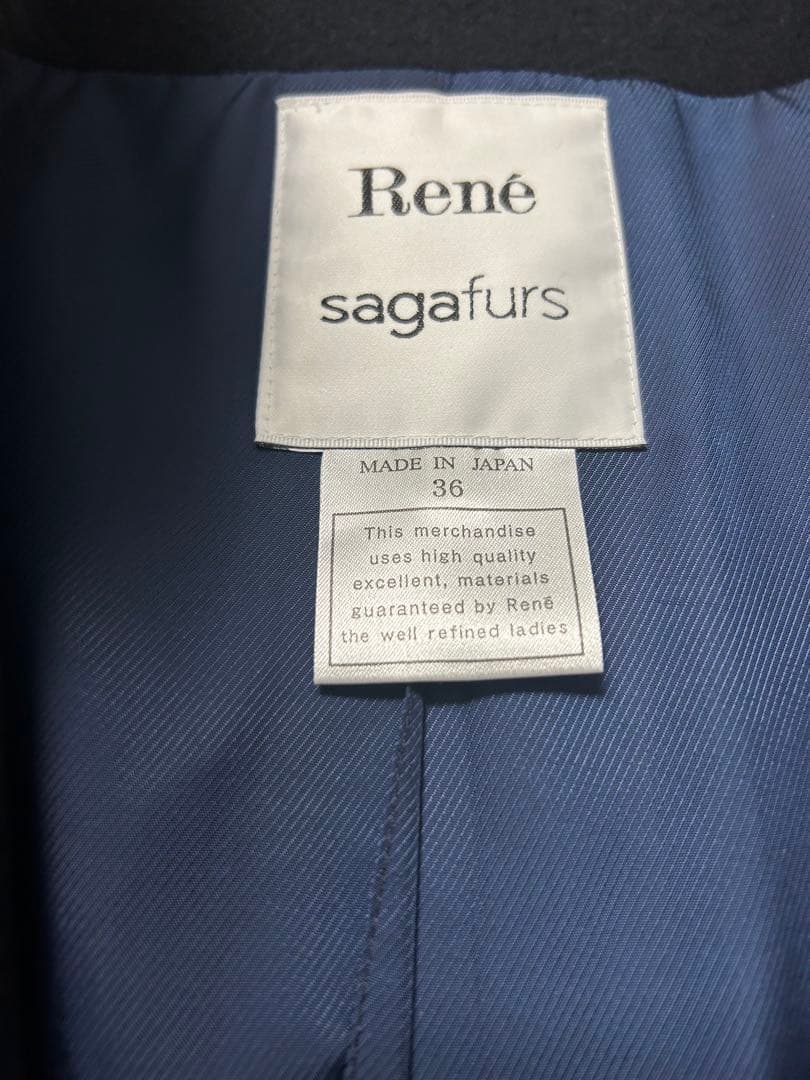 René
sagafurs
MADE IN JAPAN
36
This merchandise
uses high quality
excellent, materials
guaranteed by René
the well refined ladies